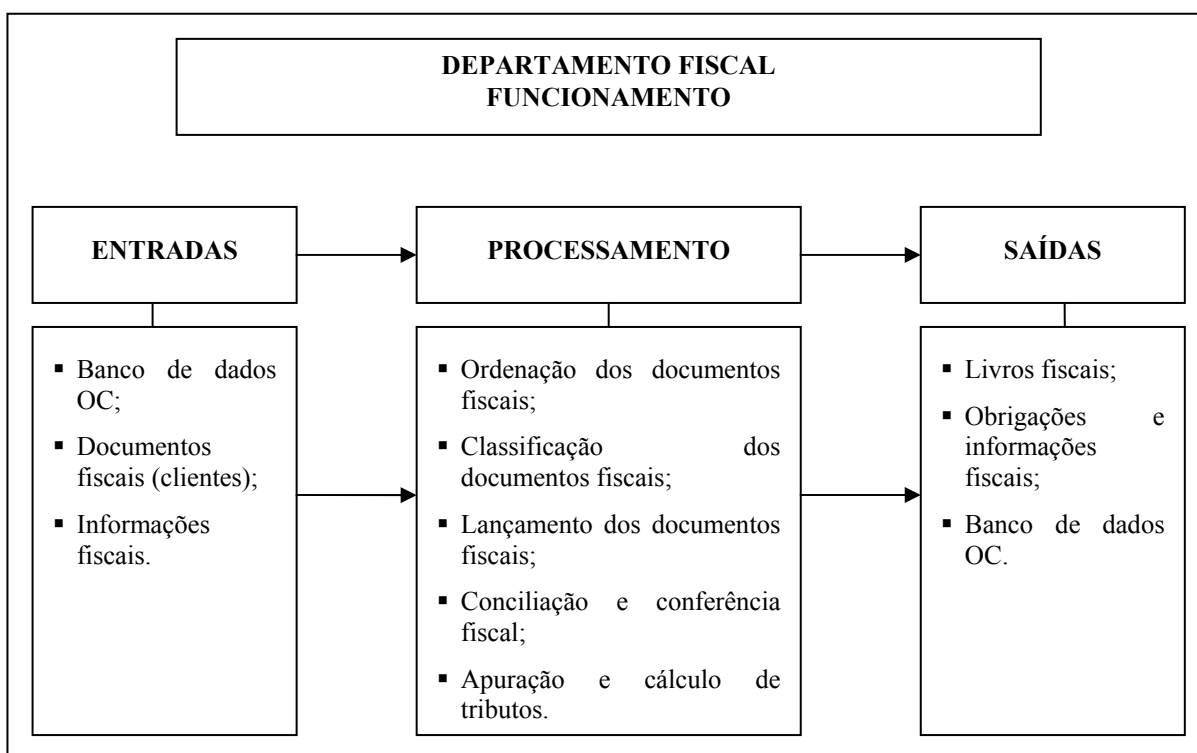 DEPARTAMENTO FISCAL
FUNCIONAMENTO
ENTRADAS
PROCESSAMENTO
SAÍDAS
▪ Banco de dados
OC;
▪ Documentos
fiscais (clientes);
▪ Informações
fiscais.
▪ Ordenação dos documentos
fiscais;
▪ Classificação dos
documentos fiscais;
▪ Lançamento dos documentos
fiscais;
▪ Conciliação e conferência
fiscal;
▪ Apuração e cálculo de
tributos.
▪ Livros fiscais;
▪ Obrigações e
informações
fiscais;
▪ Banco de dados
OC.